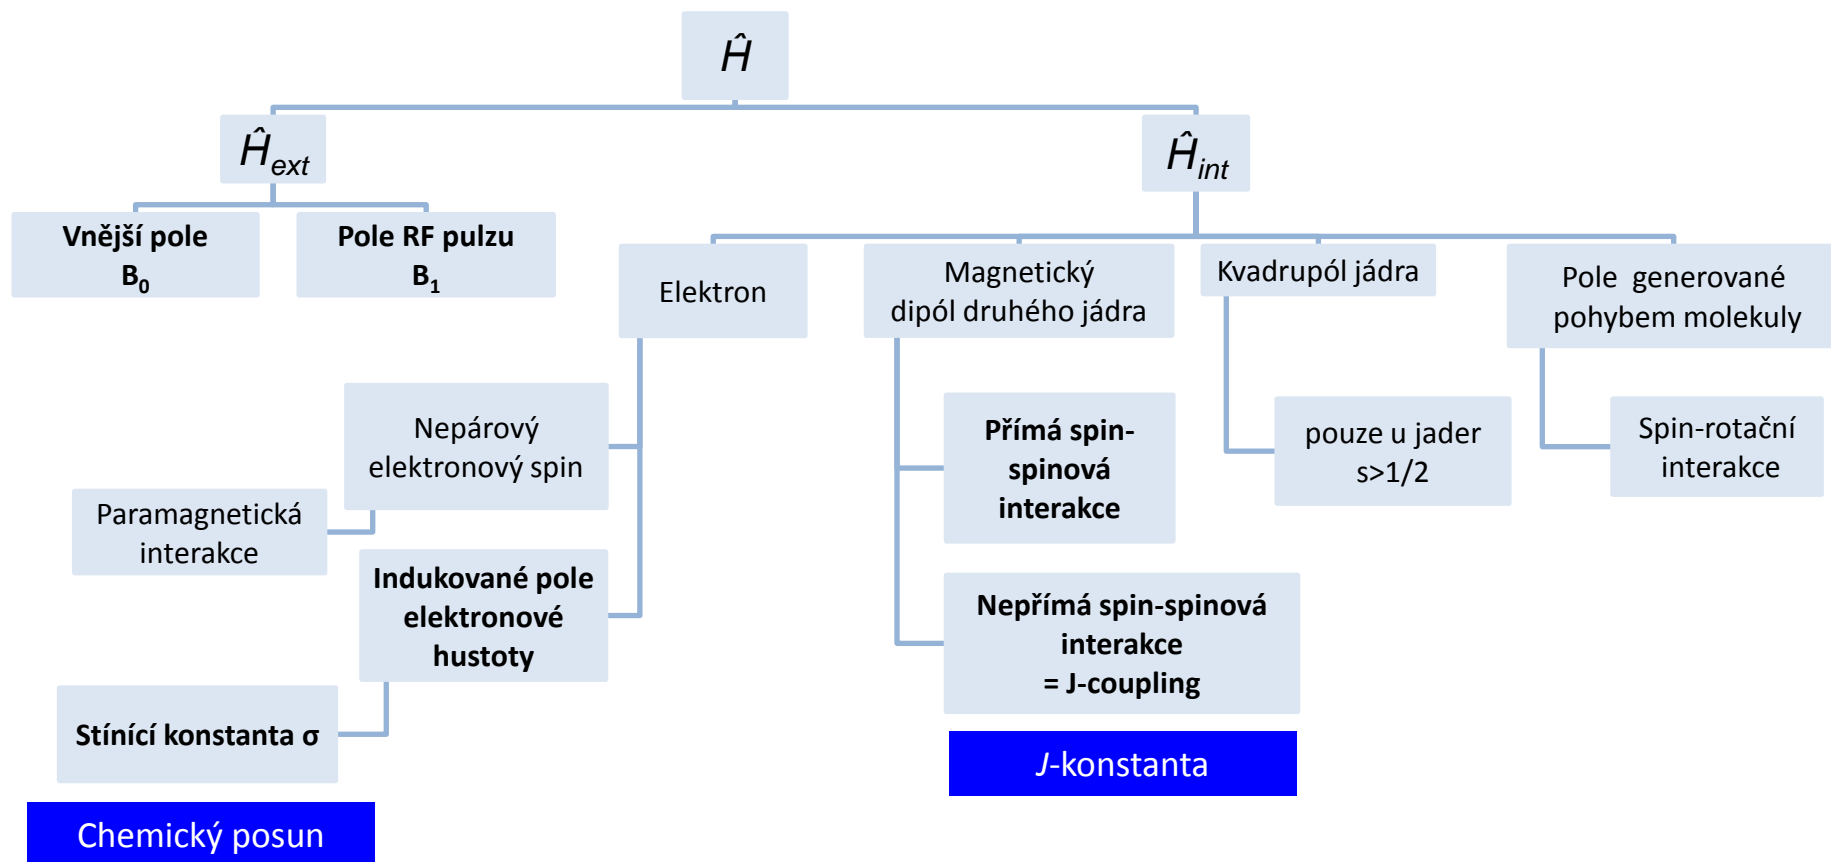 Ĥ
Ĥext
Ĥint
Vnější pole
B0
Pole RF pulzu
B1
Elektron
Magnetický
dipól druhého jádra
Kvadrupól jádra
Pole generované
pohybem molekuly
Nepárový
elektronový spin
Paramagnetická
interakce
Indukované pole
elektronové
hustoty
Stínící konstanta σ
Chemický posun
Přímá spin-
spinová
interakce
Nepřímá spin-spinová
interakce
= J-coupling
J-konstanta
pouze u jader
s>1/2
Spin-rotační
interakce